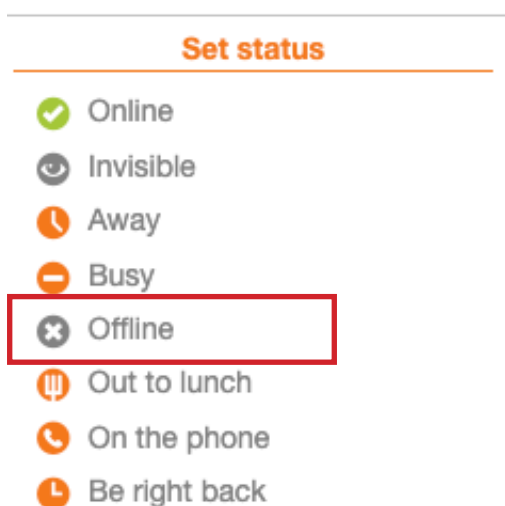 Set status
Online
Invisible
Away
Busy
Offline
Out to lunch
On the phone
Be right back